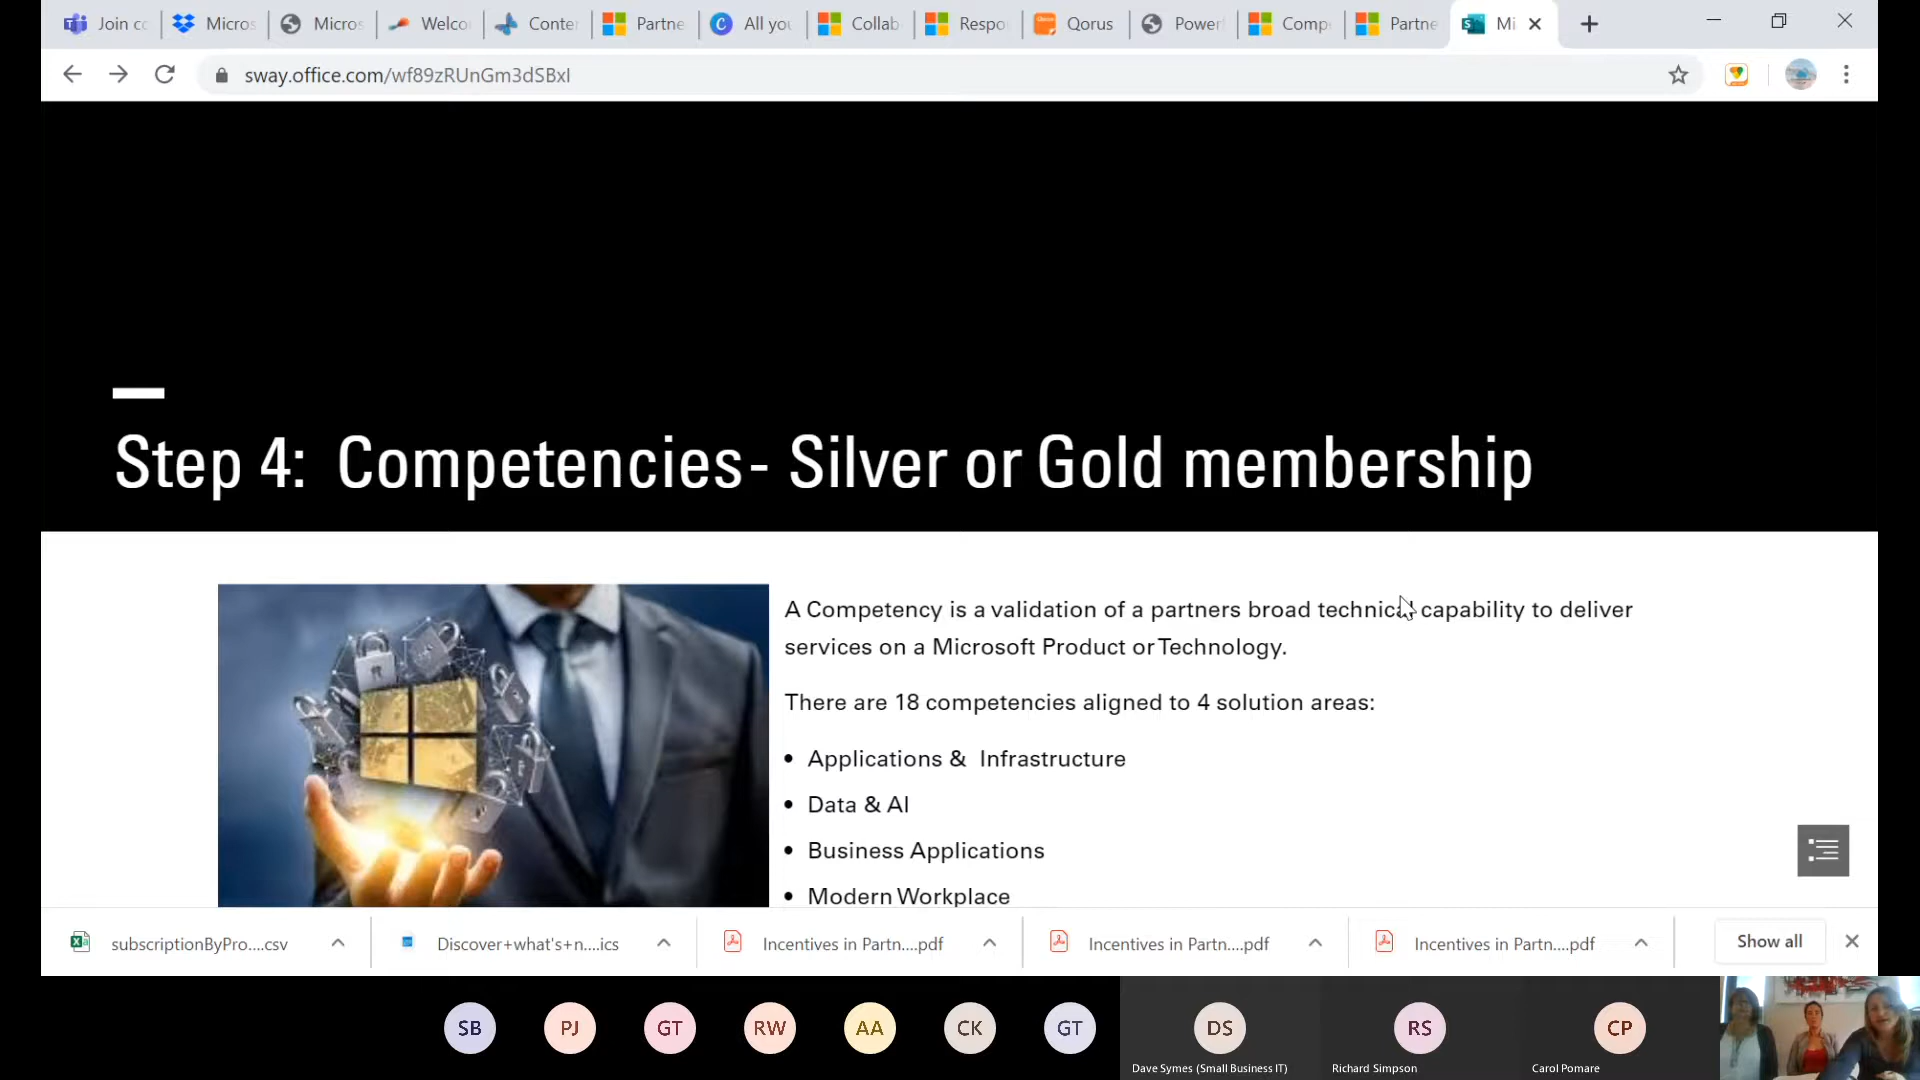 Join cc
Micros
Micros
Welco
Conter
Partne
All you
Collab
Respo
Qorus
Power
Comp
Partne
Mi
sway.office.com/wf89zRUnGm3dSBxI
Step 4: Competencies- Silver or Gold membership
A Competency is a validation of a partners broad technical capability to deliver
services on a Microsoft Product or Technology.
There are 18 competencies aligned to 4 solution areas:
• Applications & Infrastructure
• Data & AI
• Business Applications
• Modern Workplace
subscriptionByPro....csv
Discover+what's+n....ics
Incentives in Partn....pdf
Incentives in Partn....pdf
Incentives in Partn....pdf
Show all
SB
PJ
GT
RW
AA
CK
GT
DS
RS
CP
Dave Symes (Small Business IT)
Richard Simpson
Carol Pomare